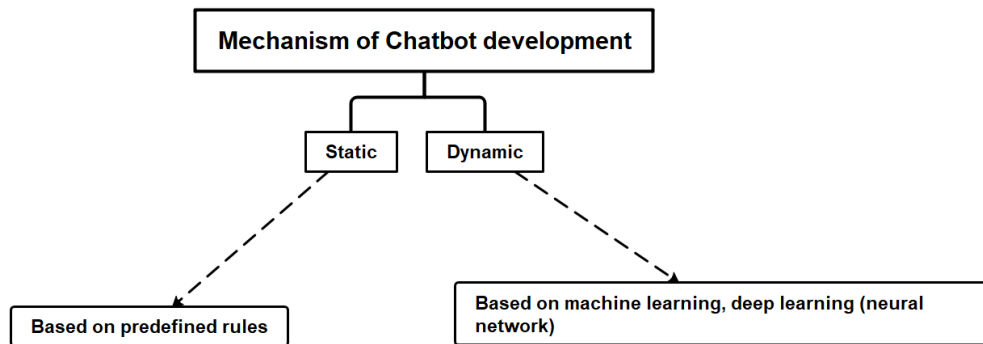 Mechanism of Chatbot development
Static
Dynamic
Based on predefined rules
Based on machine learning, deep learning (neural
network)